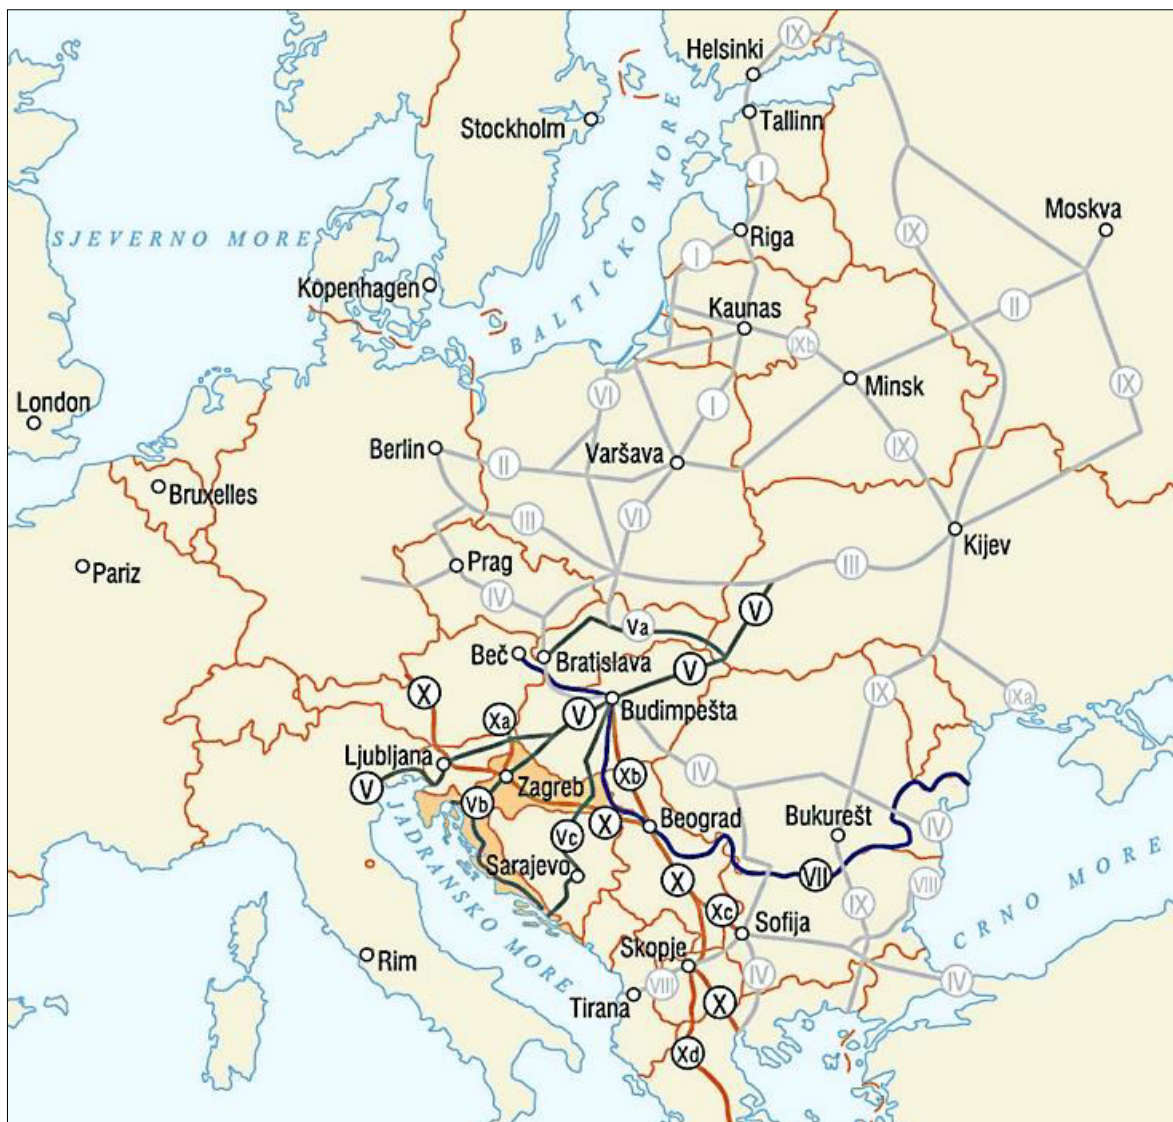 IX
Helsinki
Stockholm
Tallinn
I
Moskva
SJEVERNO MORE
BALTIČKO MORE
Riga
IX
I
Kopenhagen
Kaunas
II
IXb
Minsk
IX
VI
I
London
Berlin
II
Varšava
IX
Bruxelles
III
VI
Kijev
Pariz
Prag
III
IV
V
Va
Beč
Bratislava
V
X
IX
IXa
Xa
V
Budimpešta
Ljubljana
Xb
IV
V
Zagreb
Vb
X
Beograd
Bukurešt
IV
Vc
JADRANSKO MORE
Sarajevo
X
VII
VIII
Xc
IX
CRNO MORE
Sofija
Skopje
Rim
VIII
IV
IV
Tirana
X
Xd